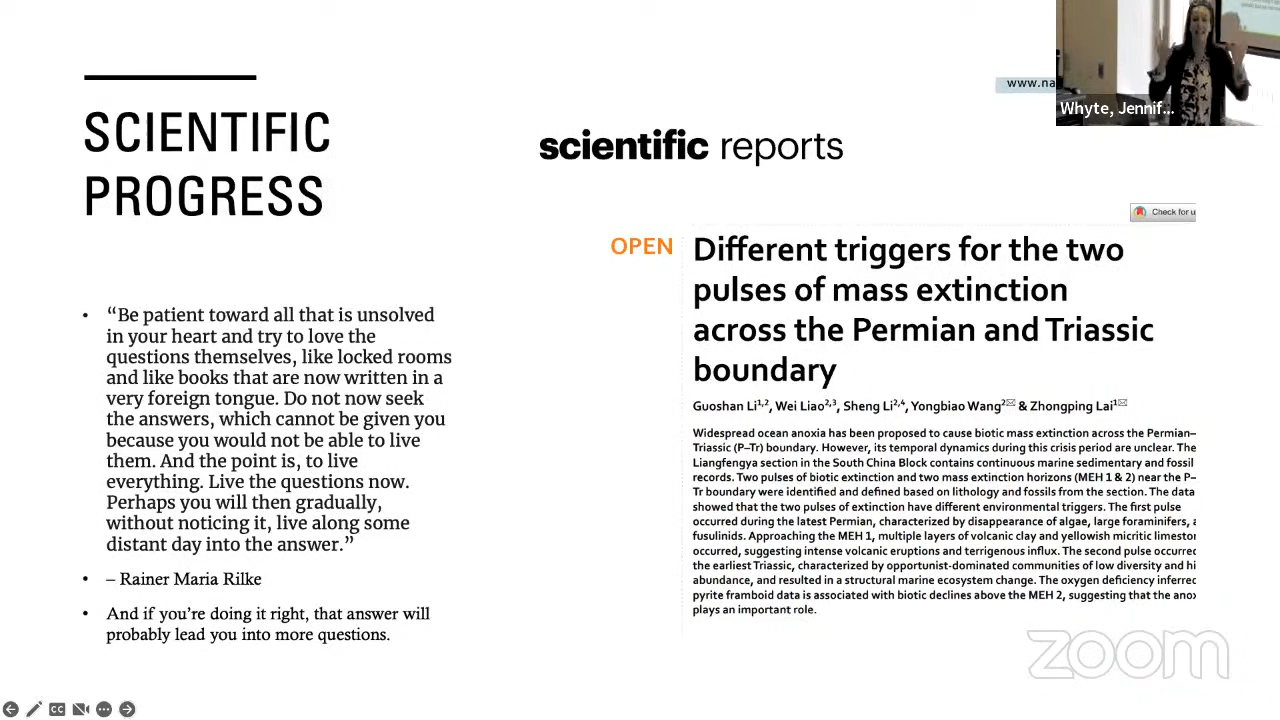 SCIENTIFIC
PROGRESS
• “Be patient toward all that is unsolved
in your heart and try to love the
questions themselves, like locked rooms
and like books that are now written in a
very foreign tongue. Do not now seek
the answers, which cannot be given you
because you would not be able to live
them. And the point is, to live
everything. Live the questions now.
Perhaps you will then gradually,
without noticing it, live along some
distant day into the answer.”
• – Rainer Maria Rilke
• And if you’re doing it right, that answer will
probably lead you into more questions.
www.na
Whyte, Jennif...
scientific reports
Check for u
OPEN
Different triggers for the two
pulses of mass extinction
across the Permian and Triassic
boundary
Guoshan Li1,2, Wei Liao2,3, Sheng Li2,4, Yongbiao Wang2✉ & Zhongping Lai1✉
Widespread ocean anoxia has been proposed to cause biotic mass extinction across the Permian–
Triassic (P–Tr) boundary. However, its temporal dynamics during this crisis period are unclear. The
Liangfengya section in the South China Block contains continuous marine sedimentary and fossil
records. Two pulses of biotic extinction and two mass extinction horizons (MEH 1 & 2) near the P–
Tr boundary were identified and defined based on lithology and fossils from the section. The data
showed that the two pulses of extinction have different environmental triggers. The first pulse
occurred during the latest Permian, characterized by disappearance of algae, large foraminifers,
fusulinids. Approaching the MEH 1, multiple layers of volcanic clay and yellowish micritic limestor
occurred, suggesting intense volcanic eruptions and terrigenous influx. The second pulse occurred
the earliest Triassic, characterized by opportunist-dominated communities of low diversity and hi
abundance, and resulted in a structural marine ecosystem change. The oxygen deficiency inferred
pyrite framboid data is associated with biotic declines above the MEH 2, suggesting that the anox
plays an important role.
zoom
CC